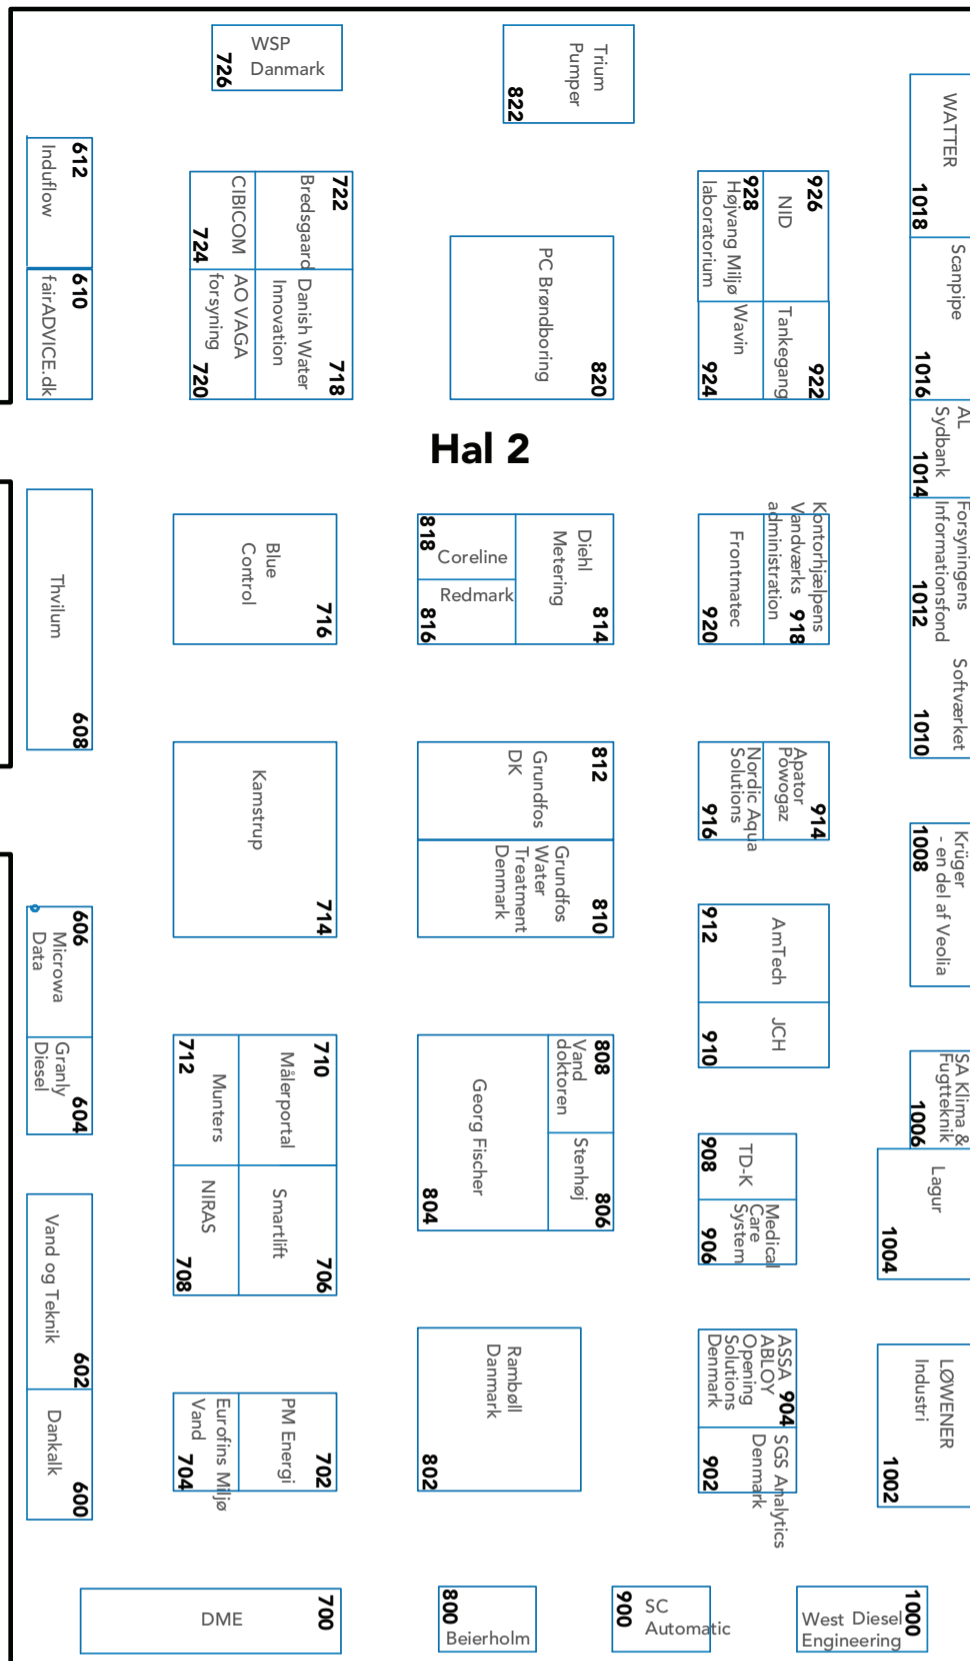 WSP
Danmark
726
Trium
Pumper
822
WATTER
1018
612
Induflow
610
fairADVICE.dk
722
Bredsgaard
CIBICOM
724
Danish Water
Innovation
718
AO VAGA
forsyning
720
PC Brøndboring
820
926
NID
928
Højvang Miljø
laboratorium
Tankegang
922
Wavin
924
Scanpipe
1016
AL
Sydbank
1014
Hal 2
Thvilum
608
Blue
Control
716
818
Coreline
Redmark
816
Diehl
Metering
814
Kontorhjælpens
Vandværks
administration
918
Frontmatec
920
Forsyningens
Informationsfond
1012
Softværket
1010
Kamstrup
714
812
Grundfos
DK
Grundfos
Water
Treatment
Denmark
810
Apator
Powogaz
914
Nordic Aqua
Solutions
916
Krüger
- en del af Veolia
1008
606
Microwa
Data
Granly
Diesel
604
912
AmTech
JCH
910
710
Målerportal
712
Munters
Smartlift
706
NIRAS
708
808
Vand
doktoren
Stenhøj
806
Georg Fischer
804
908
TD-K
Medical
Care
System
906
SA Klima &
Fugtteknik
1006
Lagur
1004
Vand og Teknik
602
Dankalk
600
PM Energi
702
Eurofins Miljø
Vand
704
Rambøll
Danmark
802
ASSA
ABLOY
Opening
Solutions
Denmark
904
SGS Analytics
Denmark
902
LØWENER
Industri
1002
DME
700
800
Beierholm
900
SC
Automatic
1000
West Diesel
Engineering